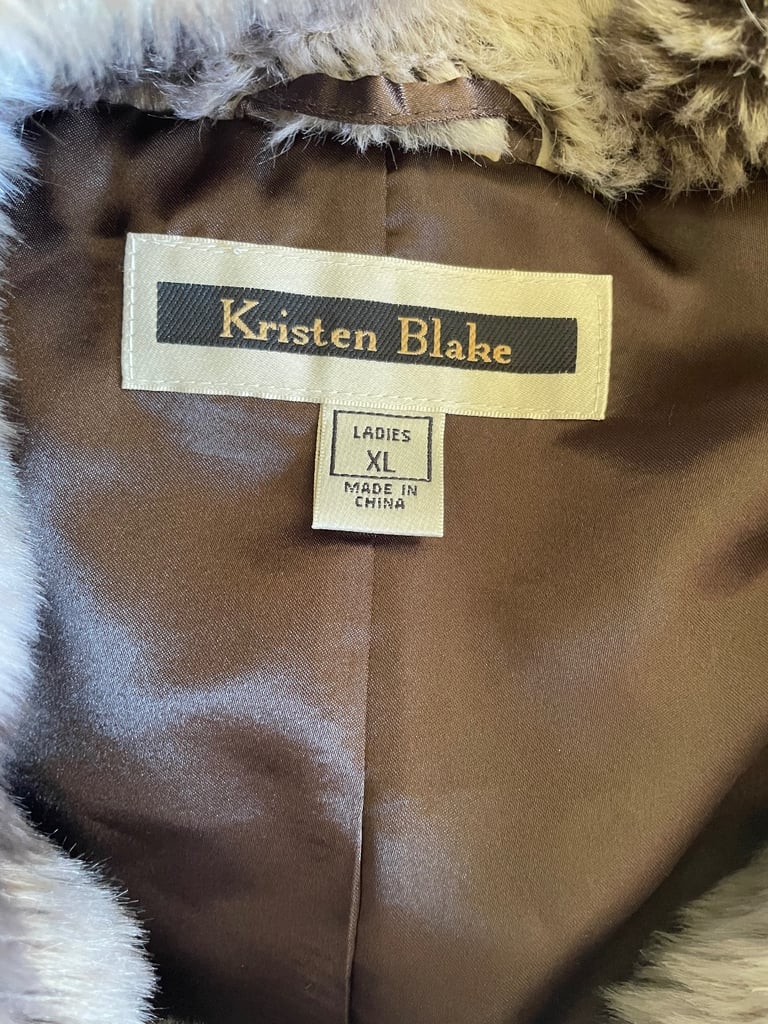 Kristen Blake
LADIES
XL
MADE IN
CHINA